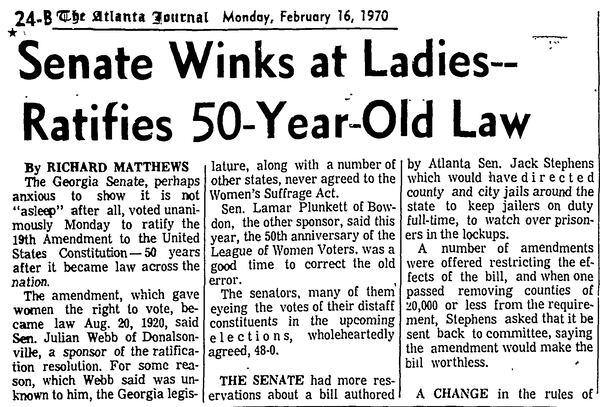 24-B The Atlanta Journal Monday, February 16, 1970
Senate Winks at Ladies--
Ratifies 50-Year-Old Law
By RICHARD MATTHEWS
The Georgia Senate, perhaps
anxious to show it is not
"asleep" after all, voted unani-
mously Monday to ratify the
19th Amendment to the United
States Constitution—50 years
after it became law across the
nation.
The amendment, which gave
women the right to vote, be-
came law Aug. 20, 1920, said
Sen. Julian Webb of Donalson-
ville, a sponsor of the ratifica-
tion resolution. For some rea-
son, which Webb said was un-
known to him, the Georgia legis-
lature, along with a number of
other states, never agreed to the
Women's Suffrage Act.
Sen. Lamar Plunkett of Bow-
don, the other sponsor, said this
year, the 50th anniversary of the
League of Women Voters, was a
good time to correct the old
error.
The senators, many of them
eyeing the votes of their distaff
constituents in the upcoming
elections, wholeheartedly
agreed, 48-0.
THE SENATE had more res-
ervations about a bill authored
by Atlanta Sen. Jack Stephens
which would have directed
county and city jails around the
state to keep jailers on duty
full-time, to watch over prison-
ers in the lockups.
A number of amendments
were offered restricting the ef-
fects of the bill, and when one
passed removing counties of
20,000 or less from the require-
ment, Stephens asked that it be
sent back to committee, saying
the amendment would make the
bill worthless.
A CHANGE in the rules of